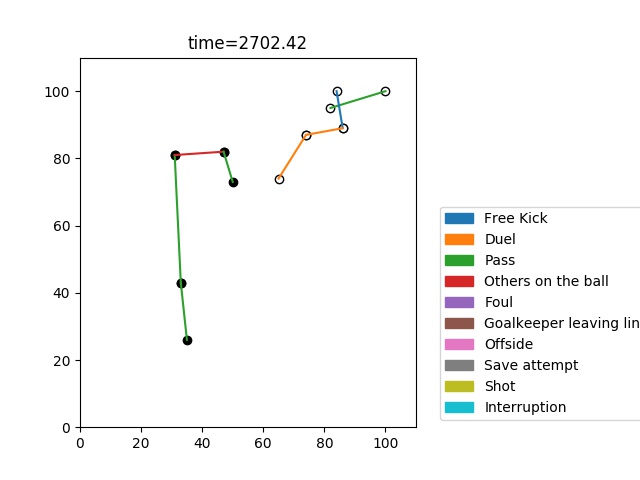 time=2702.42
100
80
60
40
20
0
0 20 40 60 80 100
Free Kick
Duel
Pass
Others on the ball
Foul
Goalkeeper leaving lin
Offside
Save attempt
Shot
Interruption